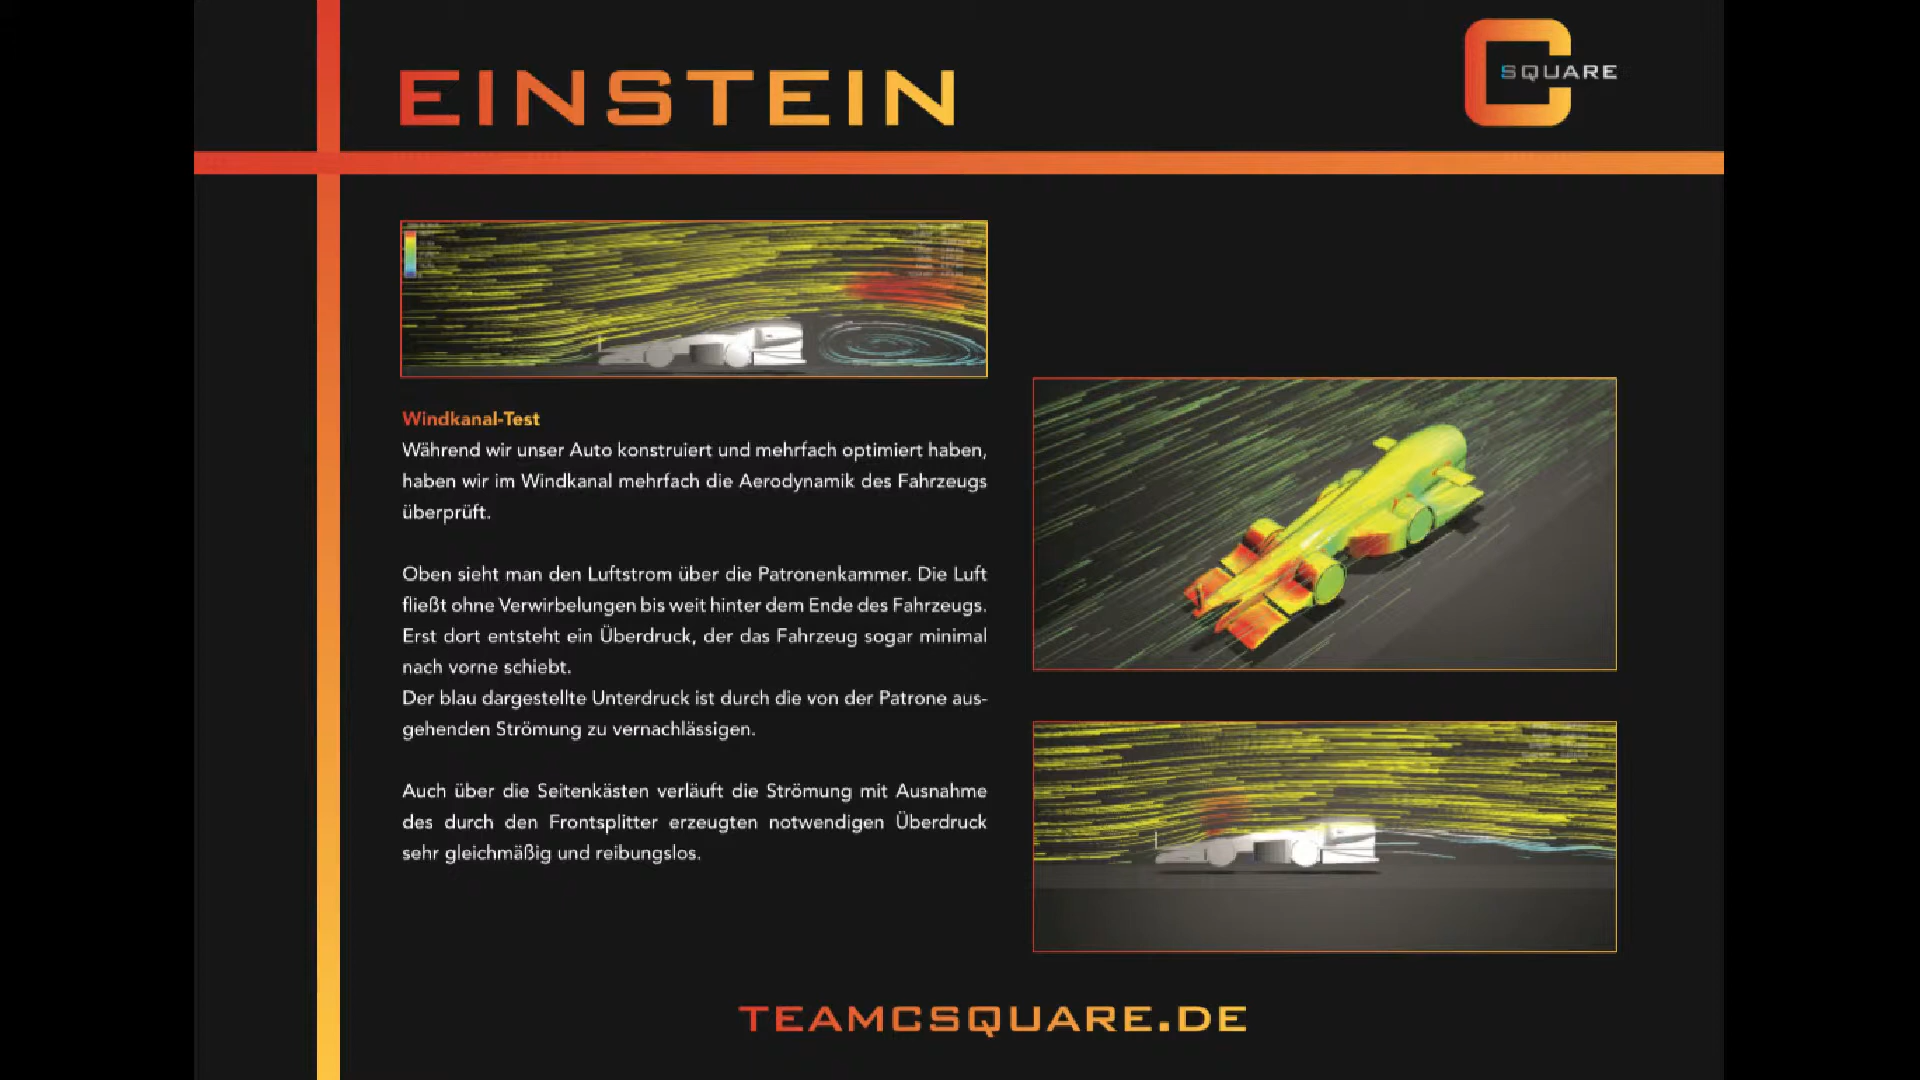 EINSTEIN
SQUARE
Windkanal-Test
Während wir unser Auto konstruiert und mehrfach optimiert haben,
haben wir im Windkanal mehrfach die Aerodynamik des Fahrzeugs
überprüft.
Oben sieht man den Luftstrom über die Patronenkammer. Die Luft
fließt ohne Verwirbelungen bis weit hinter dem Ende des Fahrzeugs.
Erst dort entsteht ein Überdruck, der das Fahrzeug sogar minimal
nach vorne schiebt.
Der blau dargestellte Unterdruck ist durch die von der Patrone aus-
gehenden Strömung zu vernachlässigen.
Auch über die Seitenkästen verläuft die Strömung mit Ausnahme
des durch den Frontsplitter erzeugten notwendigen Überdruck
sehr gleichmäßig und reibungslos.
TEAMCSQUARE.DE